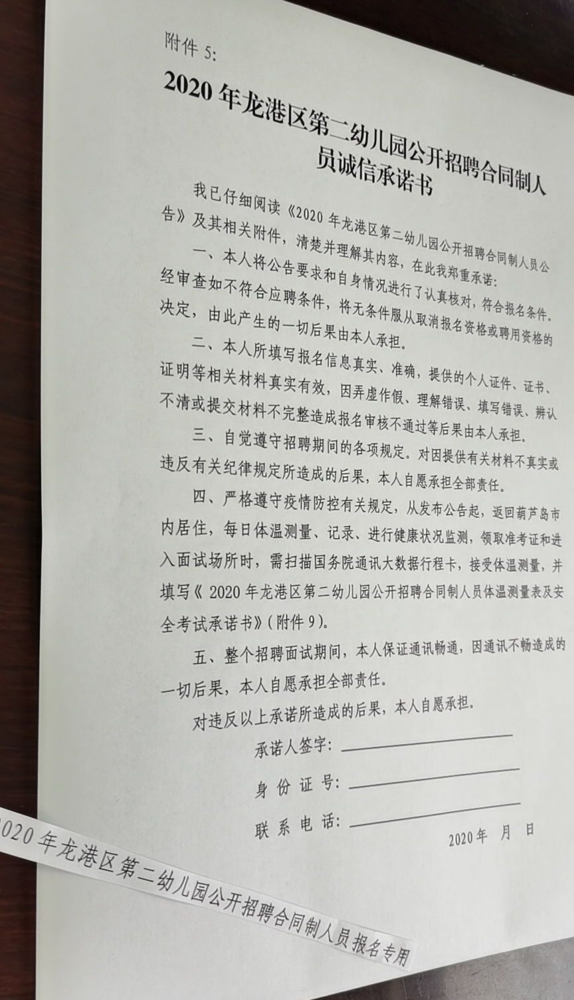 附件 5：
2020 年龙港区第二幼儿园公开招聘合同制人
员诚信承诺书
我已仔细阅读《2020 年龙港区第二幼儿园公开招聘合同制人员公
告》及其相关附件，清楚并理解其内容，在此我郑重承诺：
一、本人将公告要求和自身情况进行了认真核对，符合报名条件。
经审查如不符合应聘条件，将无条件服从取消报名资格或聘用资格的
决定，由此产生的一切后果由本人承担。
二、本人所填写报名信息真实、准确，提供的个人证件、证书、
证明等相关材料真实有效，因弄虚作假、理解错误、填写错误、辨认
不清或提交材料不完整造成报名审核不通过等后果由本人承担。
三、自觉遵守招聘期间的各项规定。对因提供有关材料不真实或
违反有关纪律规定所造成的后果，本人自愿承担全部责任。
四、严格遵守疫情防控有关规定，从发布公告起，返回葫芦岛市
内居住，每日体温测量、记录、进行健康状况监测，领取准考证和进
入面试场所时，需扫描国务院通讯大数据行程卡，接受体温测量，并
填写《 2020 年龙港区第二幼儿园公开招聘合同制人员体温测量表及安
全考试承诺书》（附件 9）。
五、整个招聘面试期间，本人保证通讯畅通，因通讯不畅造成的
一切后果，本人自愿承担全部责任。
对违反以上承诺所造成的后果，本人自愿承担。
承诺人签字：
身 份 证 号：
联 系 电 话：
2020 年 月 日
2020 年龙港区第二幼儿园公开招聘合同制人员报名专用